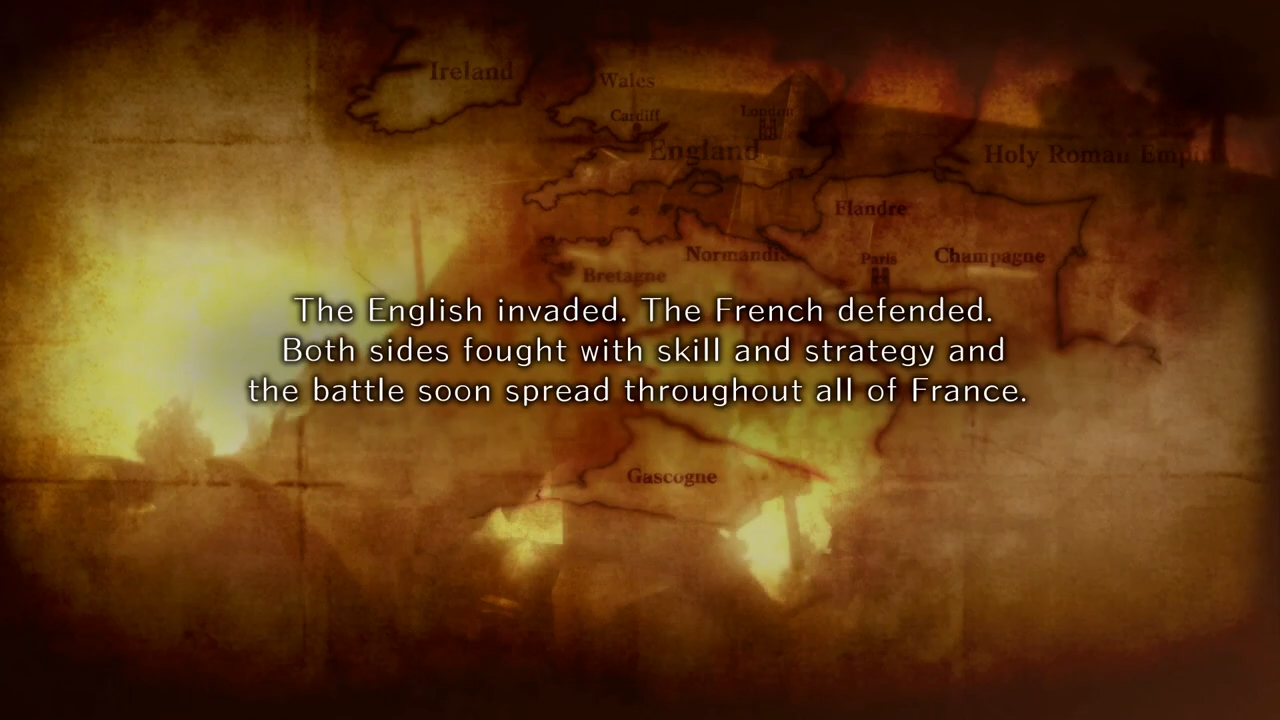 Ireland
Wales
Cardiff
London
England
Holy Roman Empire
Flandre
Normandie
Paris
Champagne
Bretagne
The English invaded. The French defended.
Both sides fought with skill and strategy and
the battle soon spread throughout all of France.
Gascogne